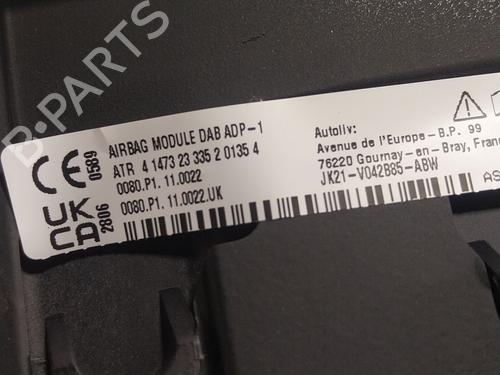 B-PARTS
CE 0589
UK CA 2806
AIRBAG MODULE DAB ADP-1
ATR 4 1473 23 335 2 0135 4
0080.P1. 11.0022
0080.P1. 11.0022.UK
Autoliv:
Avenue de l'Europe - B.P. 99
76220 Gournay - en - Bray, Fran
JK21-V042B85-ABW
AS